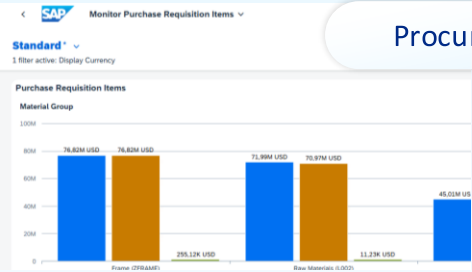 SAP Monitor Purchase Requisition Items
Procur
Standard*
1 filter active: Display Currency
Purchase Requisition Items
Material Group
100M
80M
60M
40M
20M
0
76,82M USD 76,82M USD 255,12K USD
71,99M USD 70,97M USD 11,23K USD
45,01M US
Frame (ZFRAME) Raw Materials (L002)